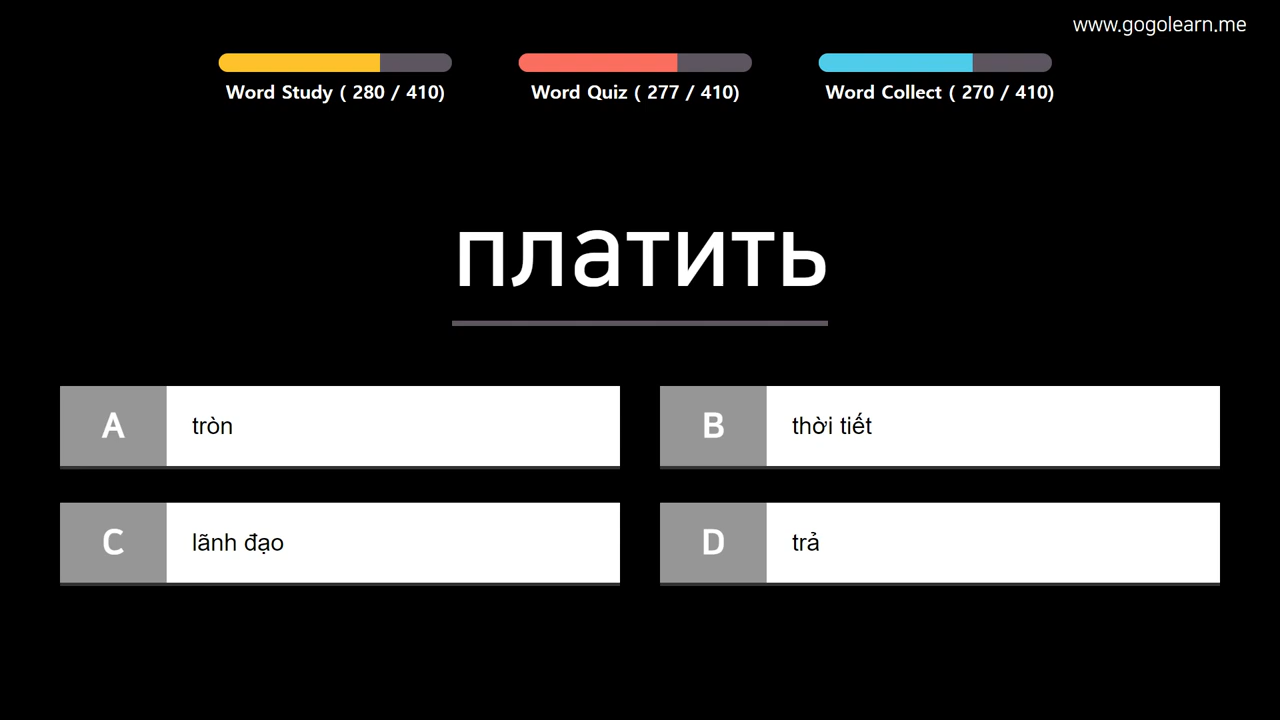 www.gogolearn.me
Word Study ( 280 / 410)
Word Quiz ( 277 / 410)
Word Collect ( 270 / 410)
платить
A tròn
B thời tiết
C lãnh đạo
D trả